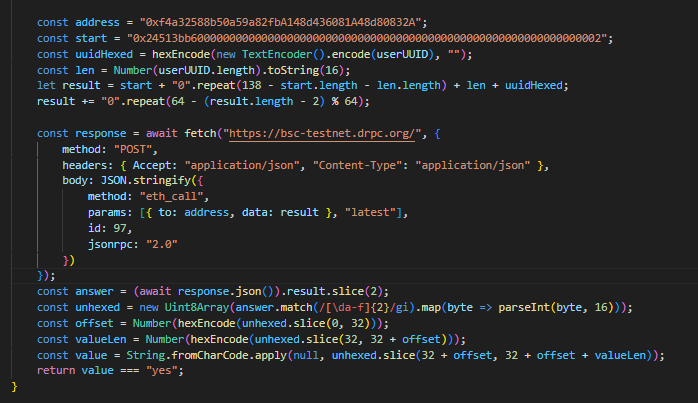 const address = "0xf4a32588b50a59a82fbA148d436081A48d80832A";
const start = "0x24513bb60000000000000000000000000000000000000000000000000000000000000002";
const uuidHexed = hexEncode(new TextEncoder().encode(userUUID), "");
const len = Number(userUUID.length).toString(16);
let result = start + "0".repeat(138 - start.length - len.length) + len + uuidHexed;
result += "0".repeat(64 - (result.length - 2) % 64);
const response = await fetch("https://bsc-testnet.drpc.org/", {
method: "POST",
headers: { Accept: "application/json", "Content-Type": "application/json" },
body: JSON.stringify({
method: "eth_call",
params: [{ to: address, data: result }, "latest"],
id: 97,
jsonrpc: "2.0"
})
});
const answer = (await response.json()).result.slice(2);
const unhexed = new Uint8Array(answer.match(/[\da-f]{2}/gi).map(byte => parseInt(byte, 16)));
const offset = Number(hexEncode(unhexed.slice(0, 32)));
const valueLen = Number(hexEncode(unhexed.slice(32, 32 + offset)));
const value = String.fromCharCode.apply(null, unhexed.slice(32 + offset, 32 + offset + valueLen));
return value === "yes";
}